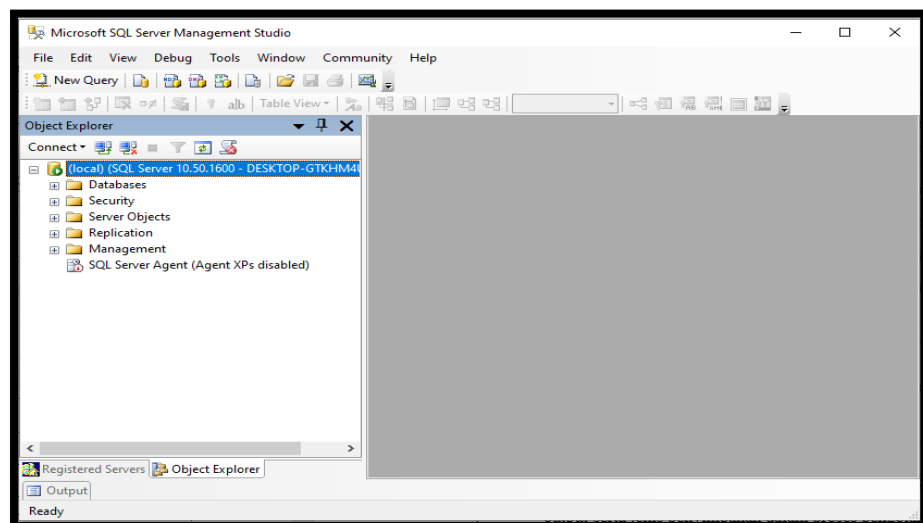 Microsoft SQL Server Management Studio
File Edit View Debug Tools Window Community Help
New Query
Table View
Object Explorer
Connect
(local) (SQL Server 10.50.1600 - DESKTOP-GTKHM4U
Databases
Security
Server Objects
Replication
Management
SQL Server Agent (Agent XPs disabled)
Registered Servers Object Explorer
Output
Ready